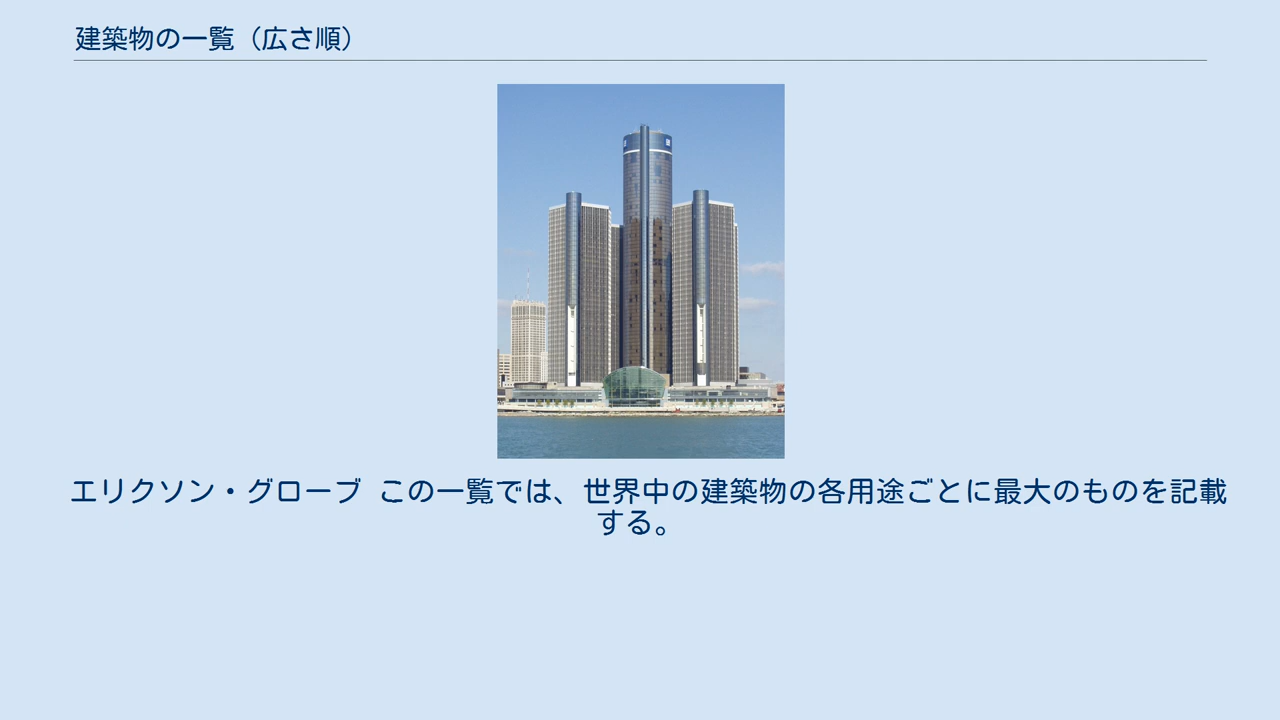 建築物の一覧（広さ順）
エリクソン・グローブ この一覧では、世界中の建築物の各用途ごとに最大のものを記載
する。